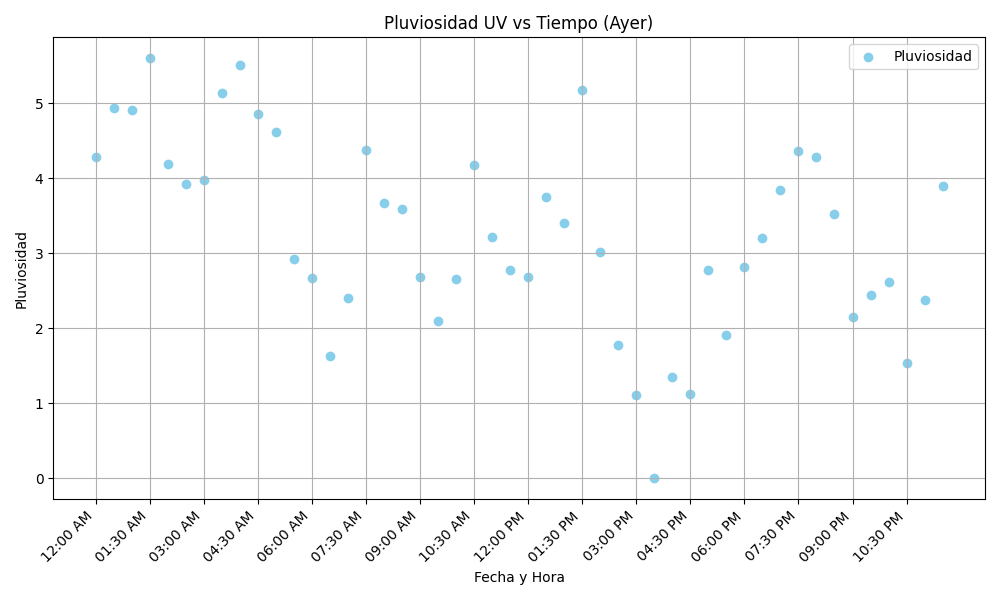 Pluviosidad UV vs Tiempo (Ayer)
Pluviosidad
Pluviosidad
5
4
3
2
1
0
12:00 AM
01:30 AM
03:00 AM
04:30 AM
06:00 AM
07:30 AM
09:00 AM
10:30 AM
12:00 PM
01:30 PM
03:00 PM
04:30 PM
06:00 PM
07:30 PM
09:00 PM
10:30 PM
Fecha y Hora